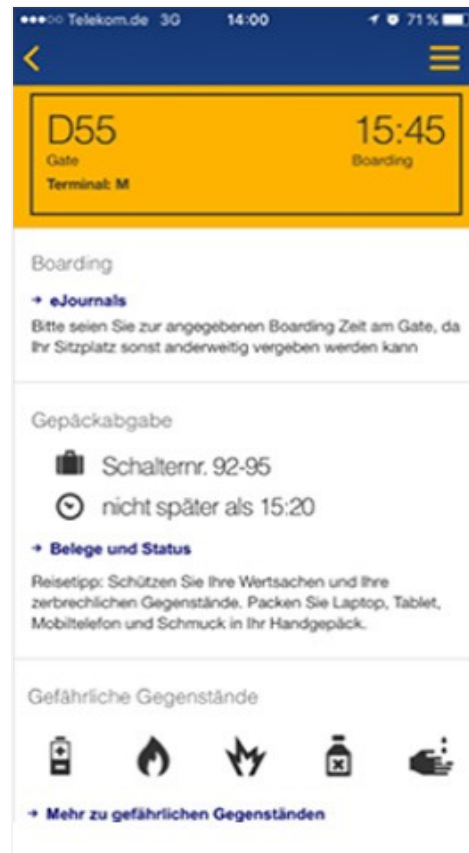 Telekom.de 3G 14:00 71 %
D55 15:45
Gate Boarding
Terminal: M
Boarding
eJournals
Bitte seien Sie zur angegebenen Boarding Zeit am Gate, da
Ihr Sitzplatz sonst anderweitig vergeben werden kann
Gepäckabgabe
Schalternr. 92-95
nicht später als 15:20
Belege und Status
Reisetipp: Schützen Sie Ihre Wertsachen und Ihre
zerbrechlichen Gegenstände. Packen Sie Laptop, Tablet,
Mobiltelefon und Schmuck in Ihr Handgepäck.
Gefährliche Gegenstände
Mehr zu gefährlichen Gegenständen